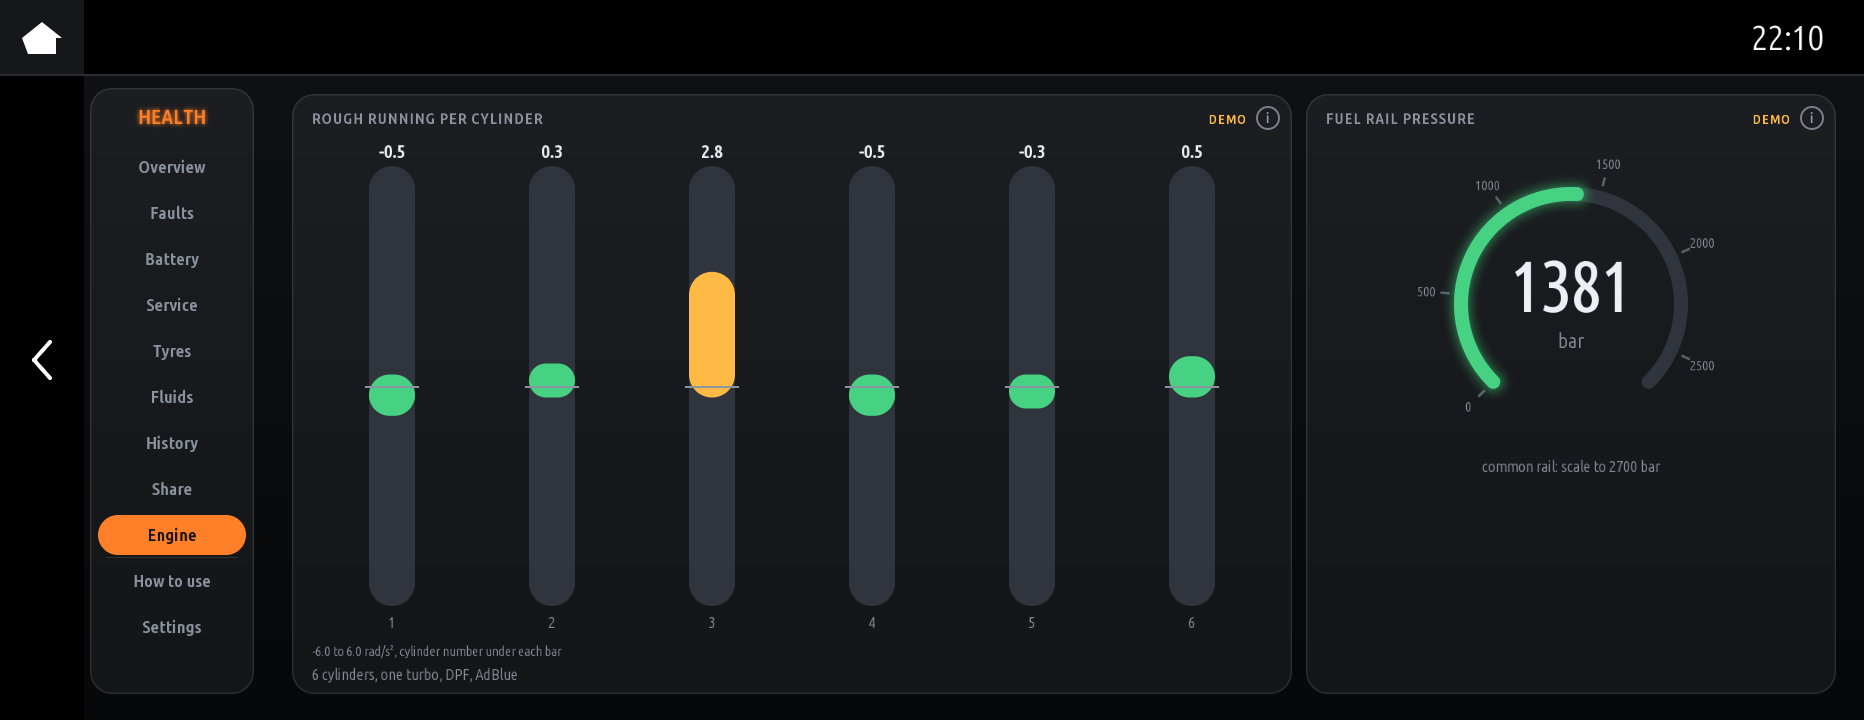 22:10
HEALTH
Overview
Faults
Battery
Service
Tyres
Fluids
History
Share
Engine
How to use
Settings
ROUGH RUNNING PER CYLINDER
DEMO i
-0.5 0.3 2.8 -0.5 -0.3 0.5
1 2 3 4 5 6
-6.0 to 6.0 rad/s², cylinder number under each bar
6 cylinders, one turbo, DPF, AdBlue
FUEL RAIL PRESSURE
DEMO i
1500
1000
2000
500
1381
bar
2500
0
common rail: scale to 2700 bar